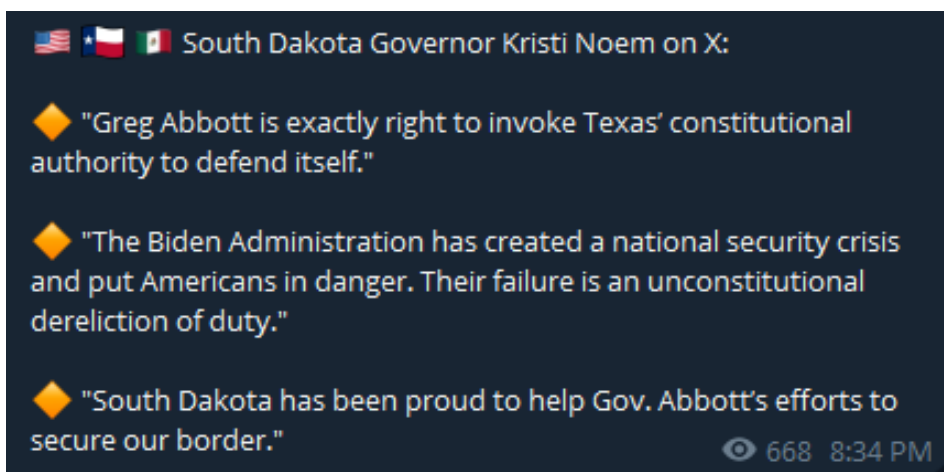 🇺🇸 🇨🇱 🇲🇽 South Dakota Governor Kristi Noem on X:
🔶 "Greg Abbott is exactly right to invoke Texas’ constitutional
authority to defend itself."
🔶 "The Biden Administration has created a national security crisis
and put Americans in danger. Their failure is an unconstitutional
dereliction of duty."
🔶 "South Dakota has been proud to help Gov. Abbott’s efforts to
secure our border."
668 8:34 PM